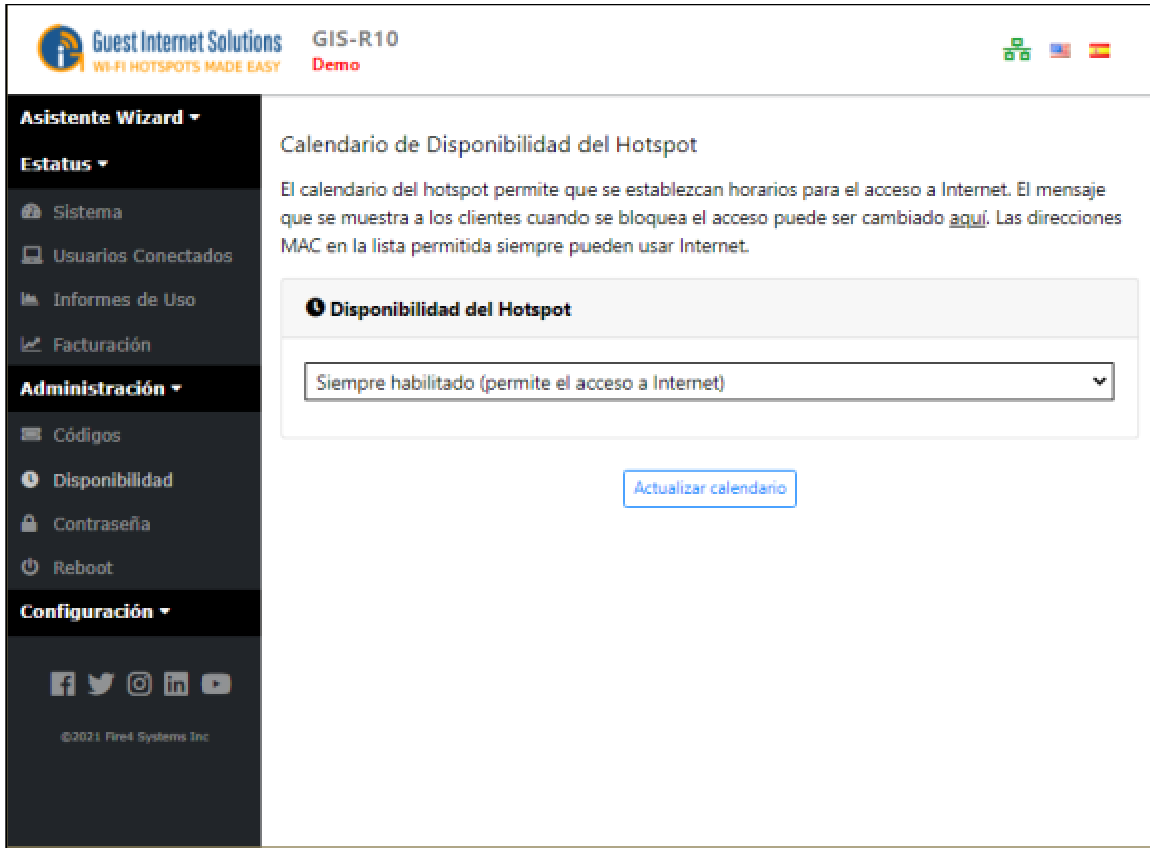 Guest Internet Solutions
WI-FI HOTSPOTS MADE EASY
GIS-R10
Demo
Asistente Wizard
Estatus
Sistema
Usuarios Conectados
Informes de Uso
Facturación
Administración
Códigos
Disponibilidad
Contraseña
Reboot
Configuración
©2021 Fire4 Systems Inc
Calendario de Disponibilidad del Hotspot
El calendario del hotspot permite que se establezcan horarios para el acceso a Internet. El mensaje
que se muestra a los clientes cuando se bloquea el acceso puede ser cambiado aquí. Las direcciones
MAC en la lista permitida siempre pueden usar Internet.
Disponibilidad del Hotspot
Siempre habilitado (permite el acceso a Internet)
Actualizar calendario